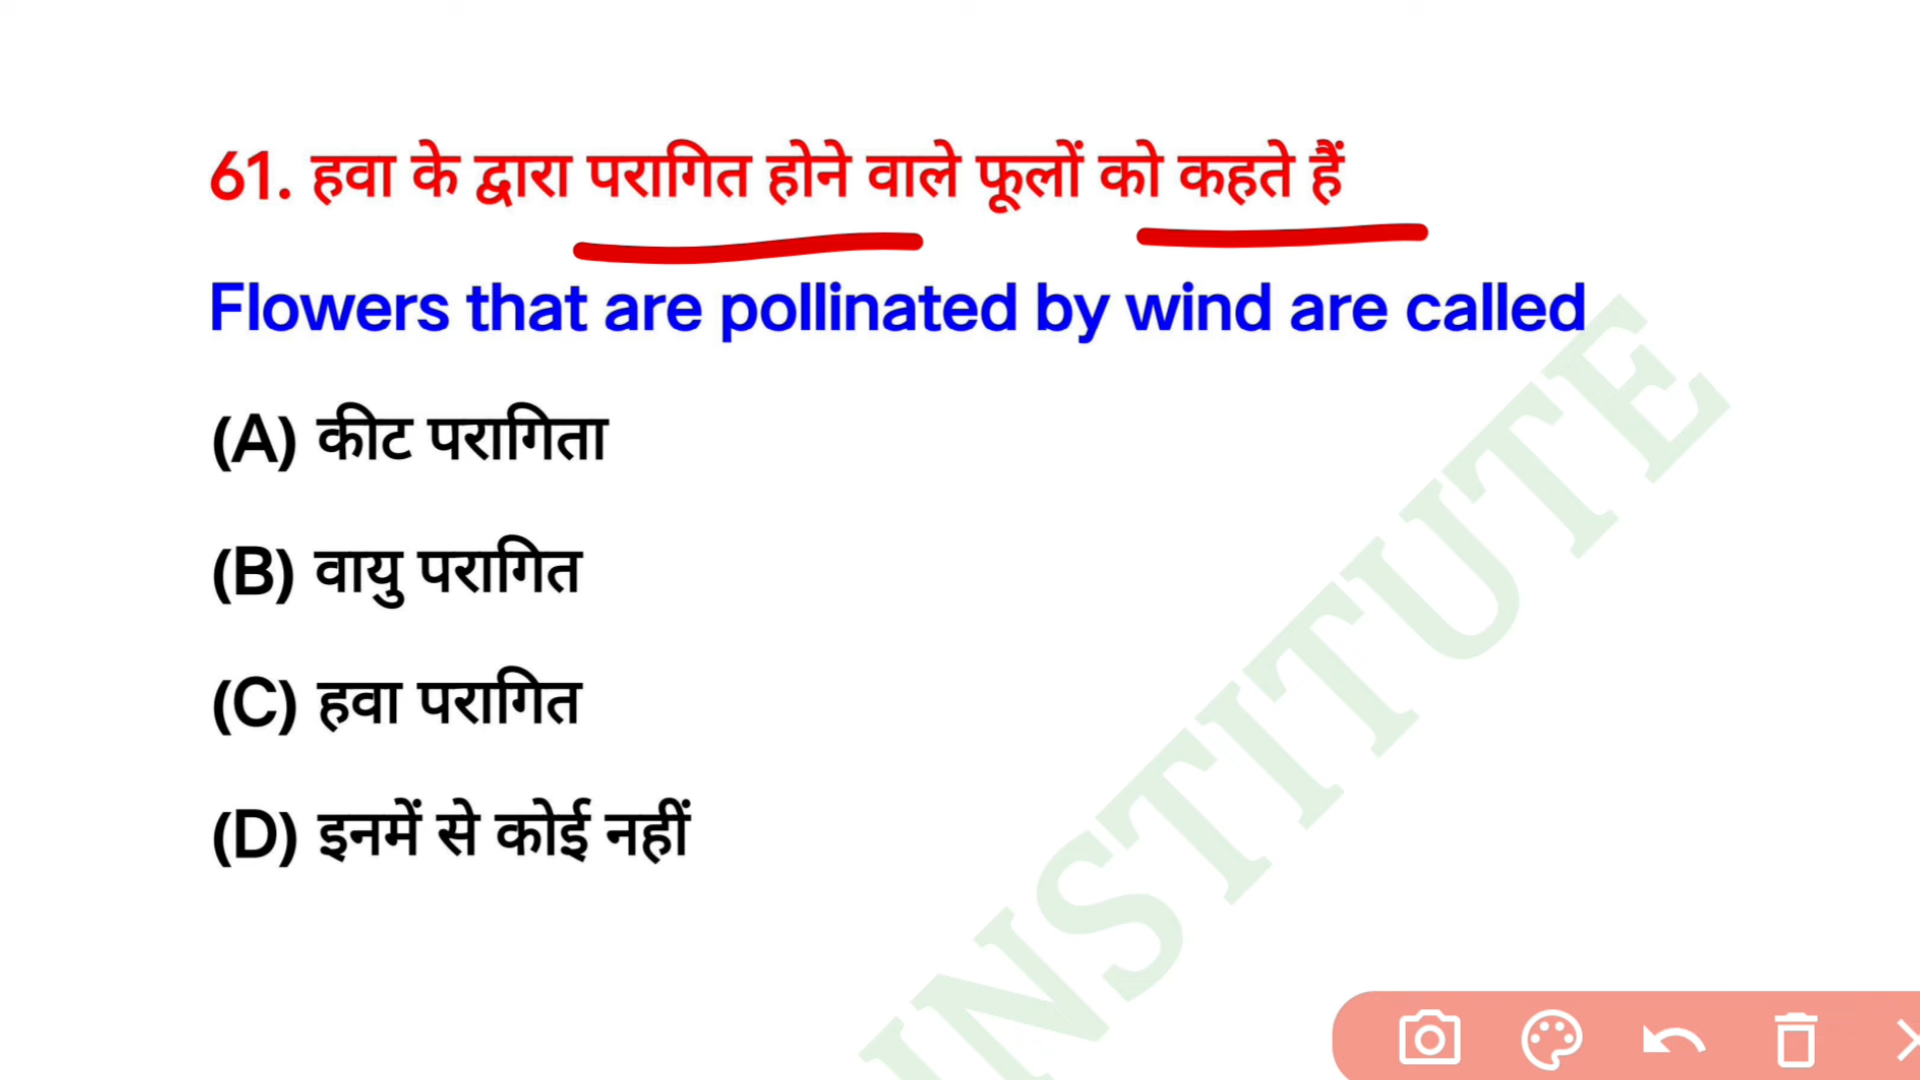 61. हवा के द्वारा परागित होने वाले फूलों को कहते हैं
Flowers that are pollinated by wind are called
(A) कीट परागिता
(B) वायु परागित
(C) हवा परागित
(D) इनमें से कोई नहीं
INSTITUTE